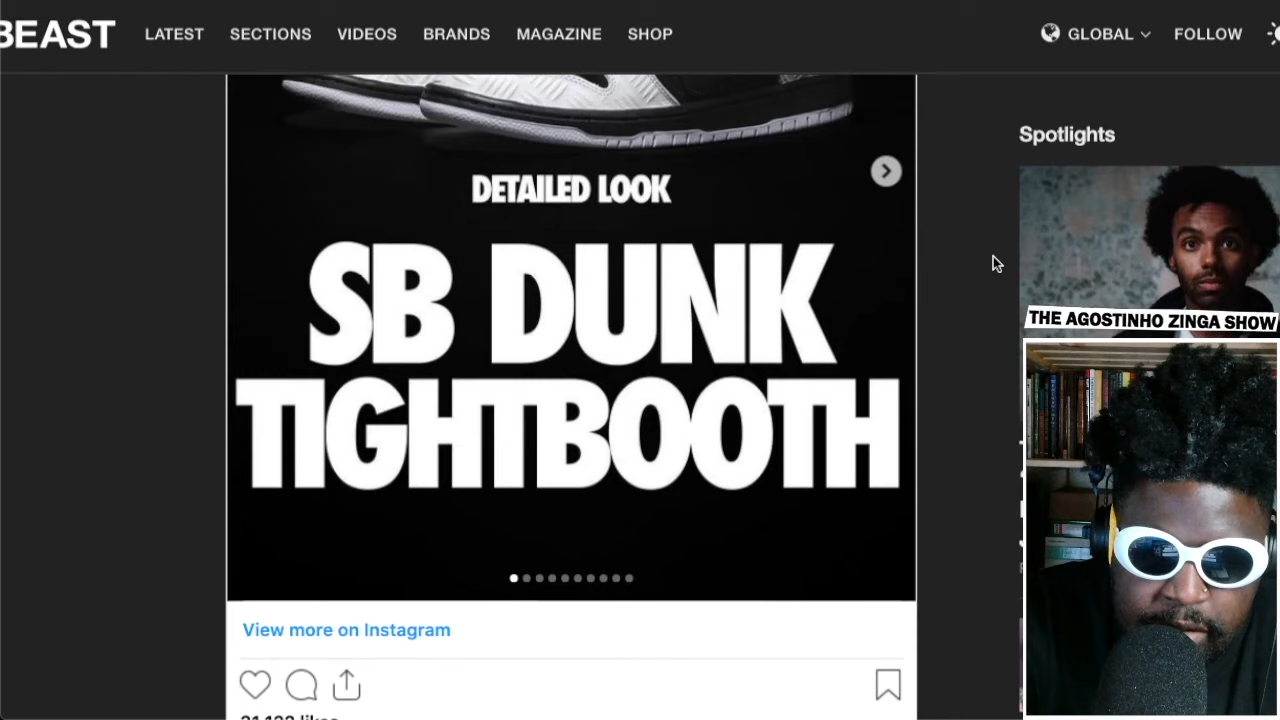 BEAST
LATEST SECTIONS VIDEOS BRANDS MAGAZINE SHOP
GLOBAL FOLLOW
Spotlights
DETAILED LOOK
SB DUNK
TIGHTBOOTH
THE AGOSTINHO ZINGA SHOW
View more on Instagram
likes